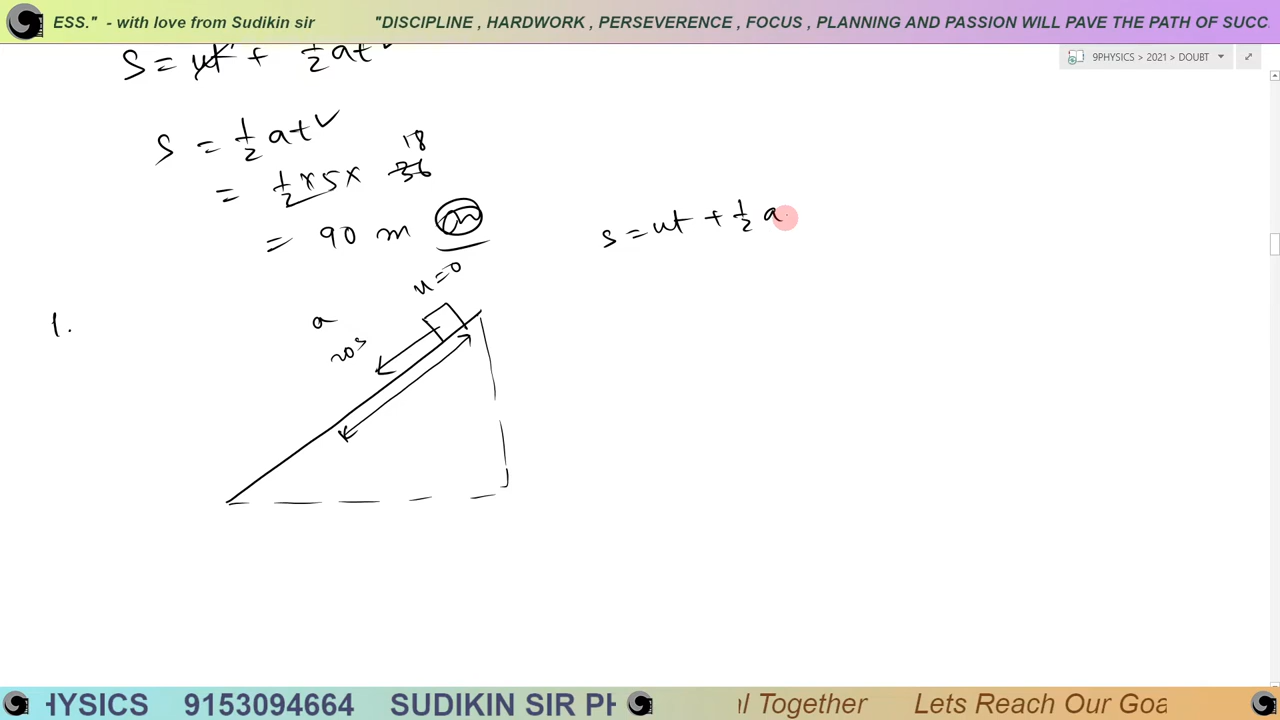 ESS." - with love from Sudikin sir "DISCIPLINE , HARDWORK , PERSEVERENCE , FOCUS , PLANNING AND PASSION WILL PAVE THE PATH OF SUCC
9PHYSICS > 2021 > DOUBT
S = ut + 1/2 at²
S = 1/2 at²
18
= 1/2 x 5 x 36
= 90 m
s = ut + 1/2 a
u = 0
1.
a
20s
HYSICS 9153094664 SUDIKIN SIR PH al Together Lets Reach Our Goa